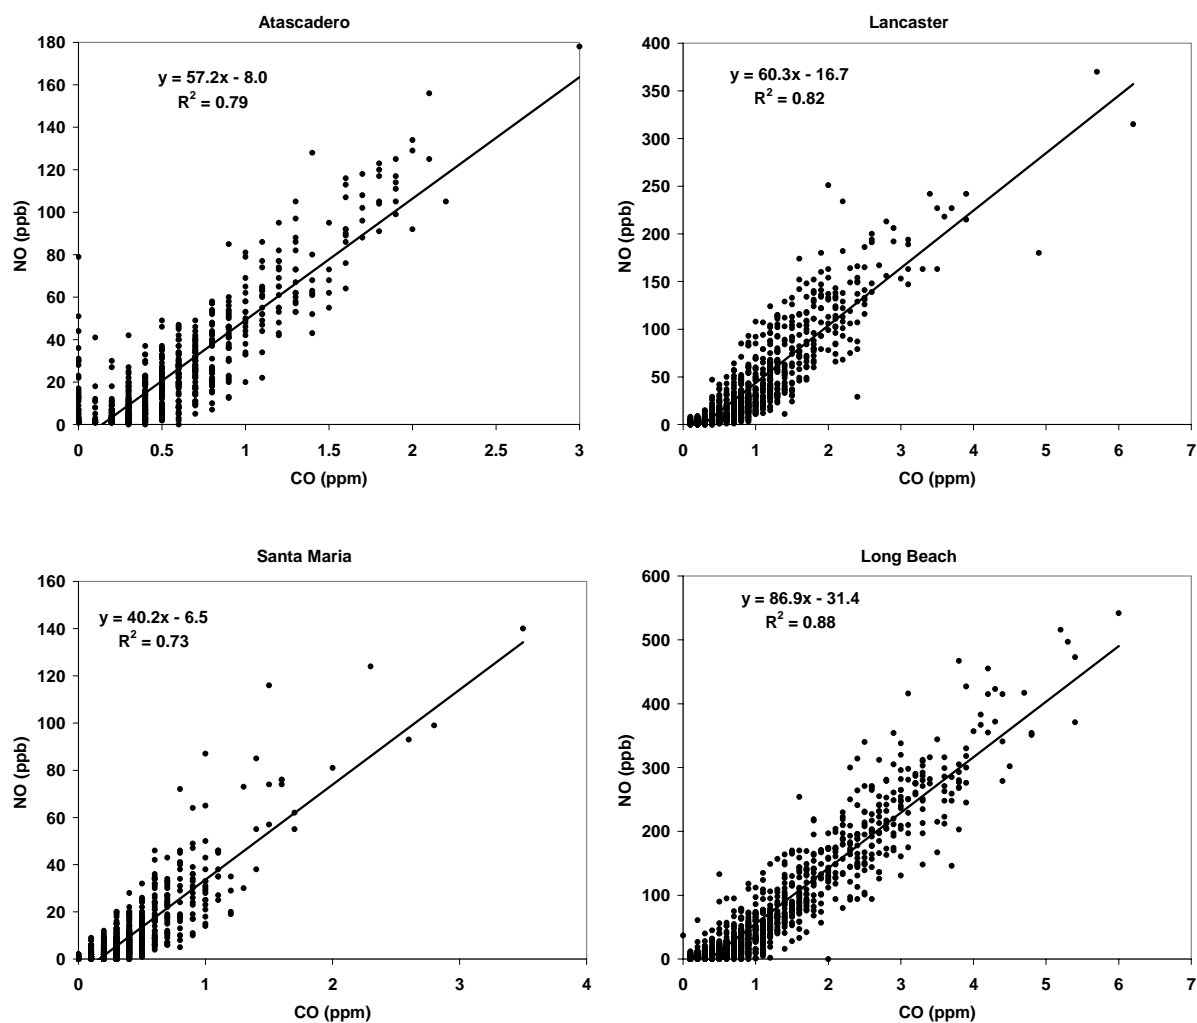 Atascadero
180
160
140
120
100
80
60
40
20
0
NO (ppb)
y = 57.2x - 8.0
R² = 0.79
0 0.5 1 1.5 2 2.5 3
CO (ppm)
Lancaster
400
350
300
250
200
150
100
50
0
NO (ppb)
y = 60.3x - 16.7
R² = 0.82
0 1 2 3 4 5 6 7
CO (ppm)
Santa Maria
160
140
120
100
80
60
40
20
0
NO (ppb)
y = 40.2x - 6.5
R² = 0.73
0 1 2 3 4
CO (ppm)
Long Beach
600
500
400
300
200
100
0
NO (ppb)
y = 86.9x - 31.4
R² = 0.88
0 1 2 3 4 5 6 7
CO (ppm)